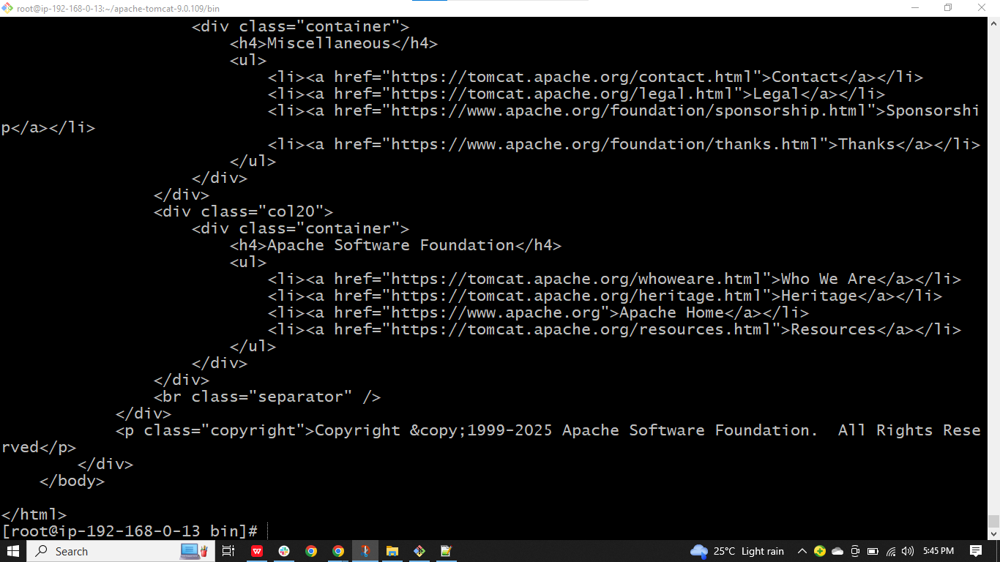 root@ip-192-168-0-13:~/apache-tomcat-9.0.109/bin
<div class="container">
<h4>Miscellaneous</h4>
<ul>
<li><a href="https://tomcat.apache.org/contact.html">Contact</a></li>
<li><a href="https://tomcat.apache.org/legal.html">Legal</a></li>
<li><a href="https://www.apache.org/foundation/sponsorship.html">Sponsorshi
p</a></li>
<li><a href="https://www.apache.org/foundation/thanks.html">Thanks</a></li>
</ul>
</div>
</div>
<div class="col20">
<div class="container">
<h4>Apache Software Foundation</h4>
<ul>
<li><a href="https://tomcat.apache.org/whoweare.html">Who We Are</a></li>
<li><a href="https://tomcat.apache.org/heritage.html">Heritage</a></li>
<li><a href="https://www.apache.org">Apache Home</a></li>
<li><a href="https://tomcat.apache.org/resources.html">Resources</a></li>
</ul>
</div>
</div>
<br class="separator" />
</div>
<p class="copyright">Copyright &copy;1999-2025 Apache Software Foundation.  All Rights Rese
rved</p>
</div>
</body>
</html>
[root@ip-192-168-0-13 bin]#
Search
25°C Light rain
5:45 PM